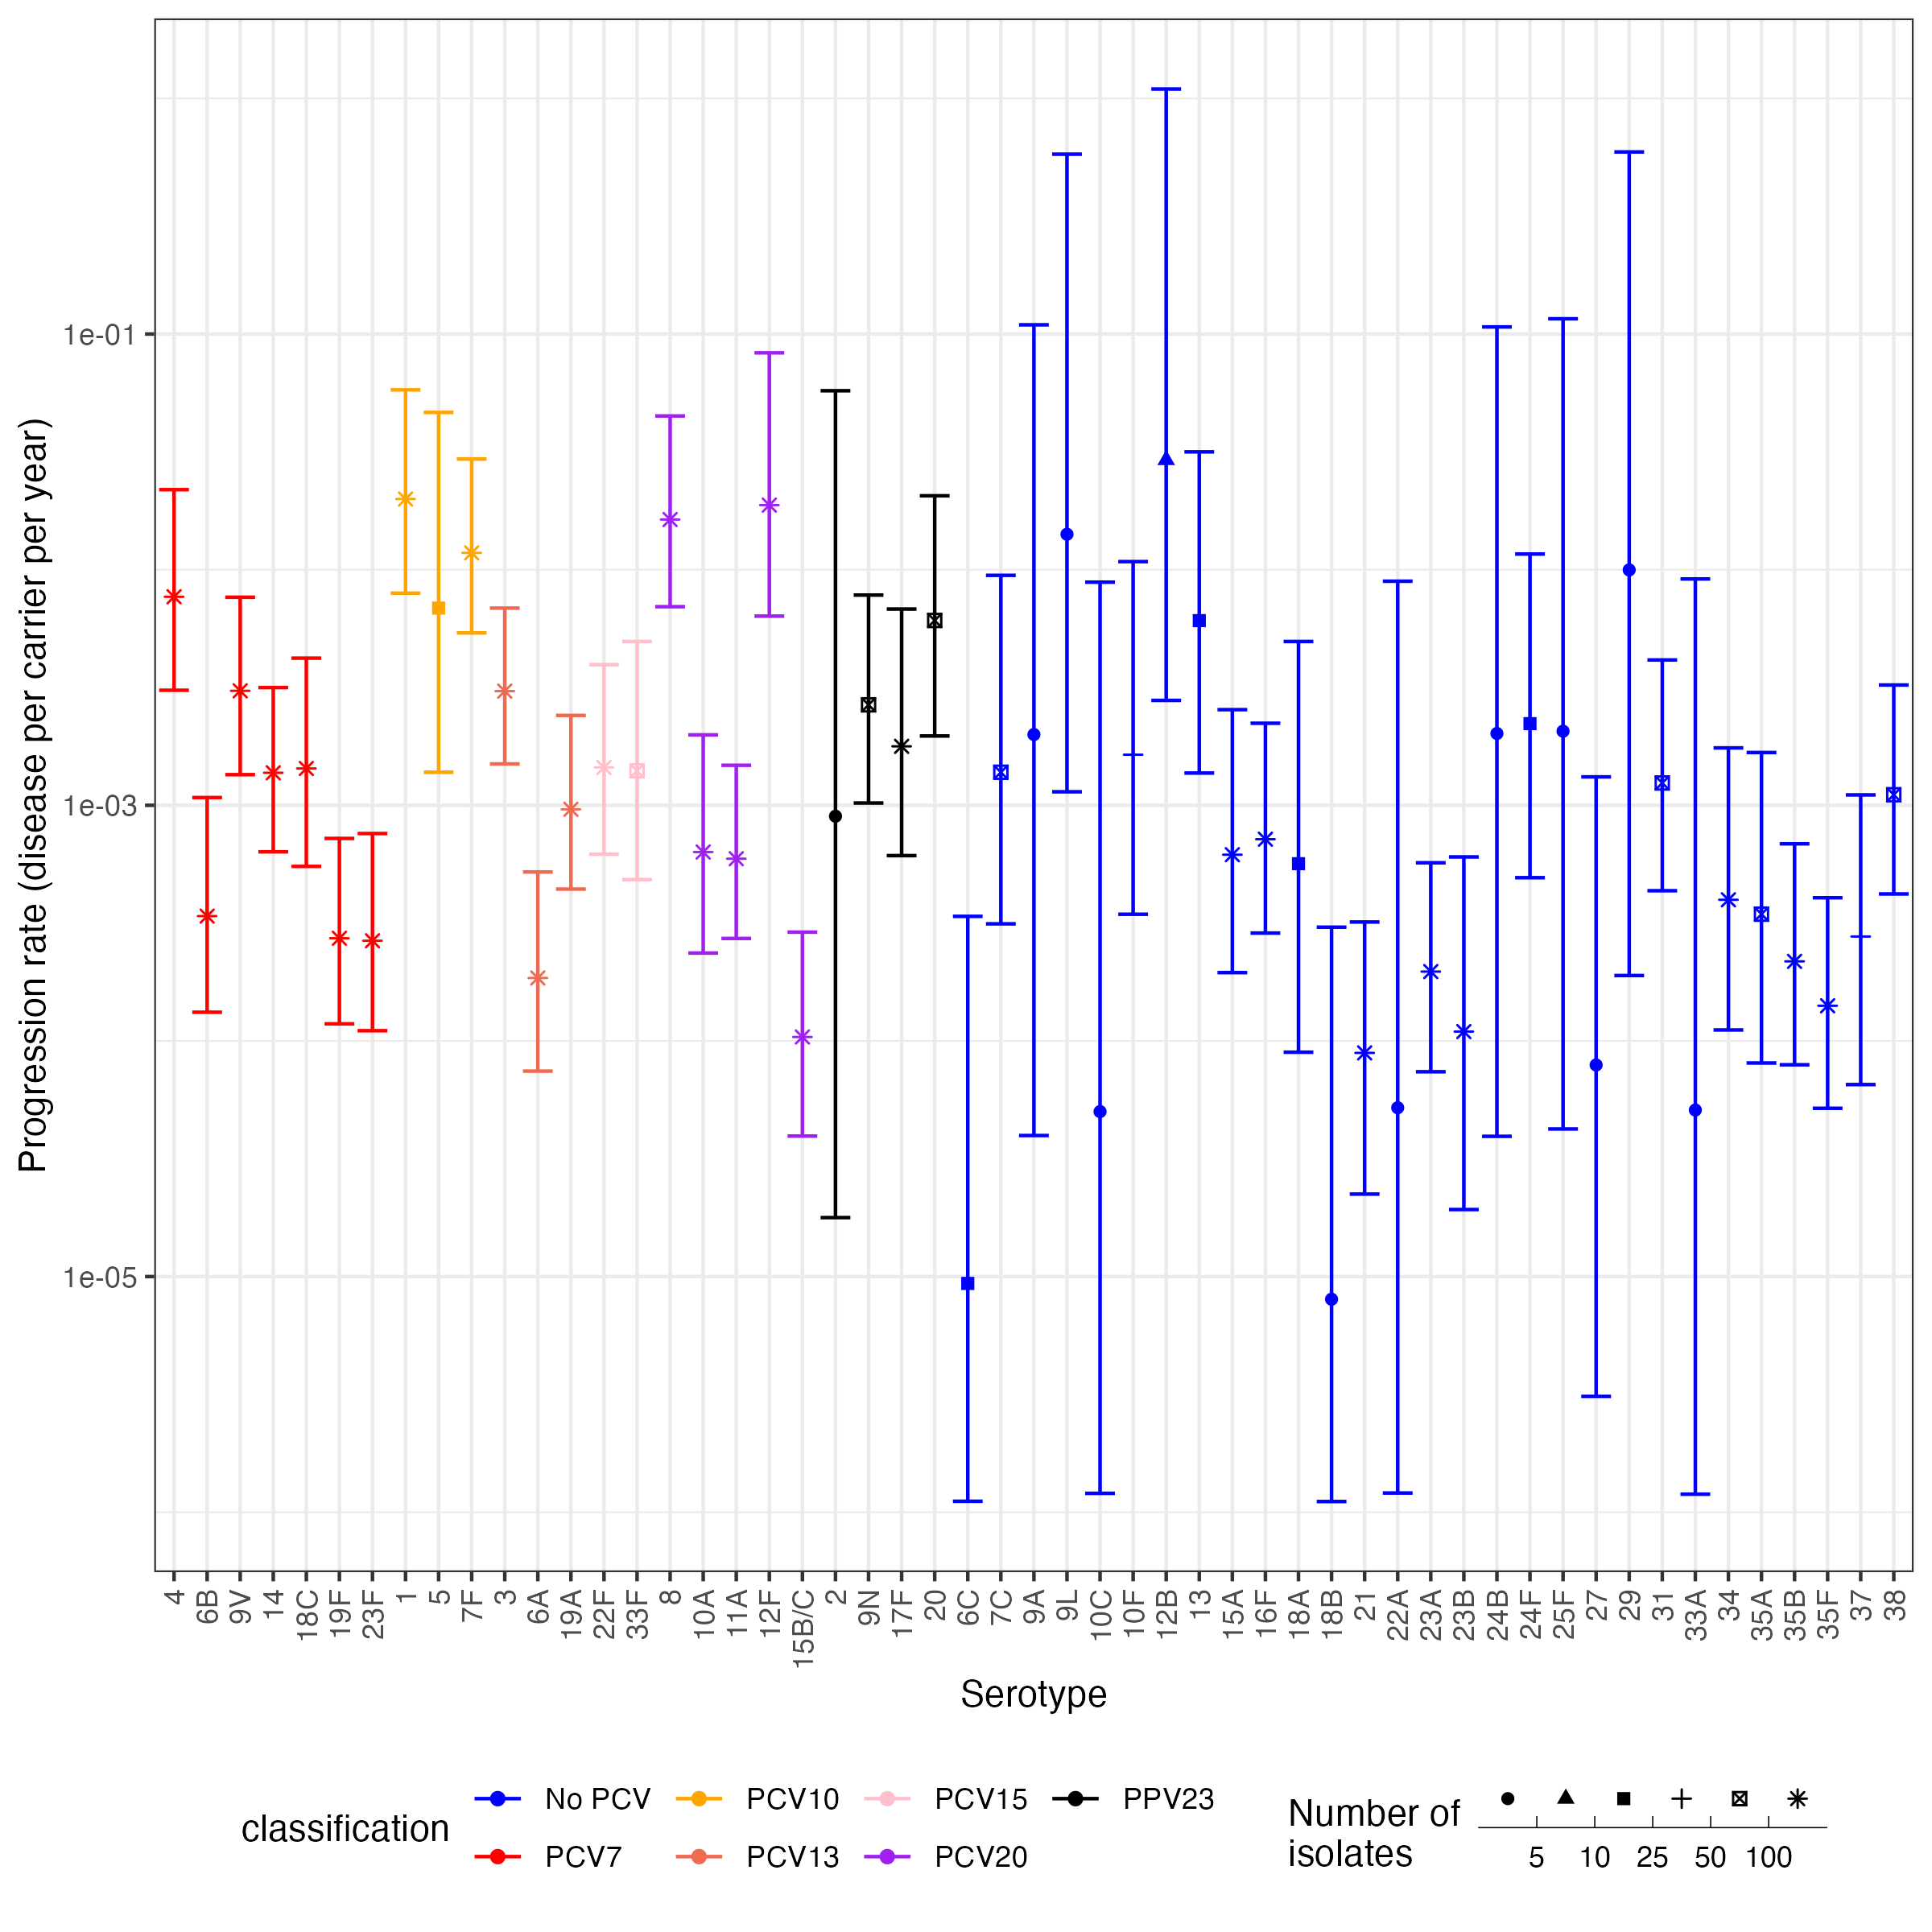 Progression rate (disease per carrier per year)
1e-01
1e-03
1e-05
4 6B 9V 14 18C 19F 23F 1 5 7F 3 6A 19A 22F 33F 8 10A 11A 12F 15B/C 2 9N 17F 20 6C 7C 9A 9L 10C 10F 12B 13 15A 16F 18A 18B 21 22A 23A 23B 24B 24F 25F 27 29 31 33A 34 35A 35B 35F 37 38
Serotype
classification
No PCV PCV10 PCV15 PPV23
PCV7 PCV13 PCV20
Number of
isolates
5 10 25 50 100